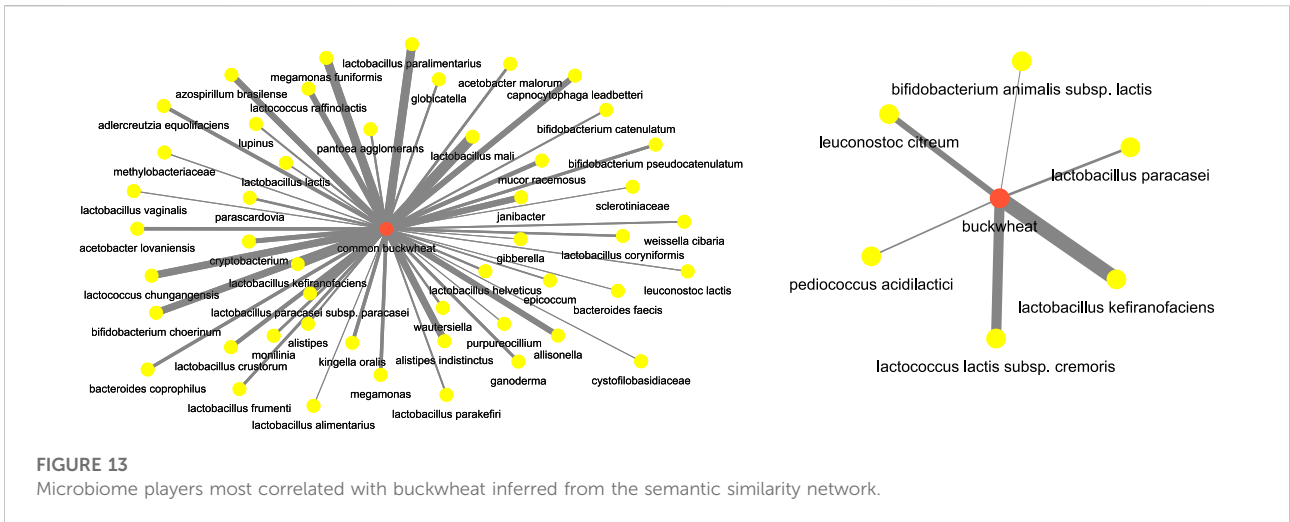 lactobacillus paralimentarius
megamonas funiformis
acetobacter malorum
azospirillum brasilense
globicatella
capnocytophaga leadbetteri
lactococcus raffinolactis
adlercreutzia equolifaciens
bifidobacterium catenulatum
lupinus
pantoea agglomerans
lactobacillus mali
bifidobacterium pseudocatenulatum
methylobacteriaceae
mucor racemosus
lactobacillus lactis
sclerotiniaceae
lactobacillus vaginalis
parascardovia
janibacter
weissella cibaria
acetobacter lovaniensis
common buckwheat
lactobacillus coryniformis
cryptobacterium
gibberella
lactobacillus kefiranofaciens
lactobacillus helveticus
leuconostoc lactis
lactococcus chungangensis
epicoccum
bacteroides faecis
lactobacillus paracasei subsp. paracasei
bifidobacterium choerinum
wautersiella
alistipes
purpureocillium
monilinia
allisonella
lactobacillus crustorum
kingella oralis
alistipes indistinctus
bacteroides coprophilus
ganoderma
cystofilobasidiaceae
megamonas
lactobacillus frumenti
lactobacillus parakefiri
lactobacillus alimentarius
bifidobacterium animalis subsp. lactis
leuconostoc citreum
lactobacillus paracasei
buckwheat
pediococcus acidilactici
lactobacillus kefiranofaciens
lactococcus lactis subsp. cremoris
FIGURE 13
Microbiome players most correlated with buckwheat inferred from the semantic similarity network.